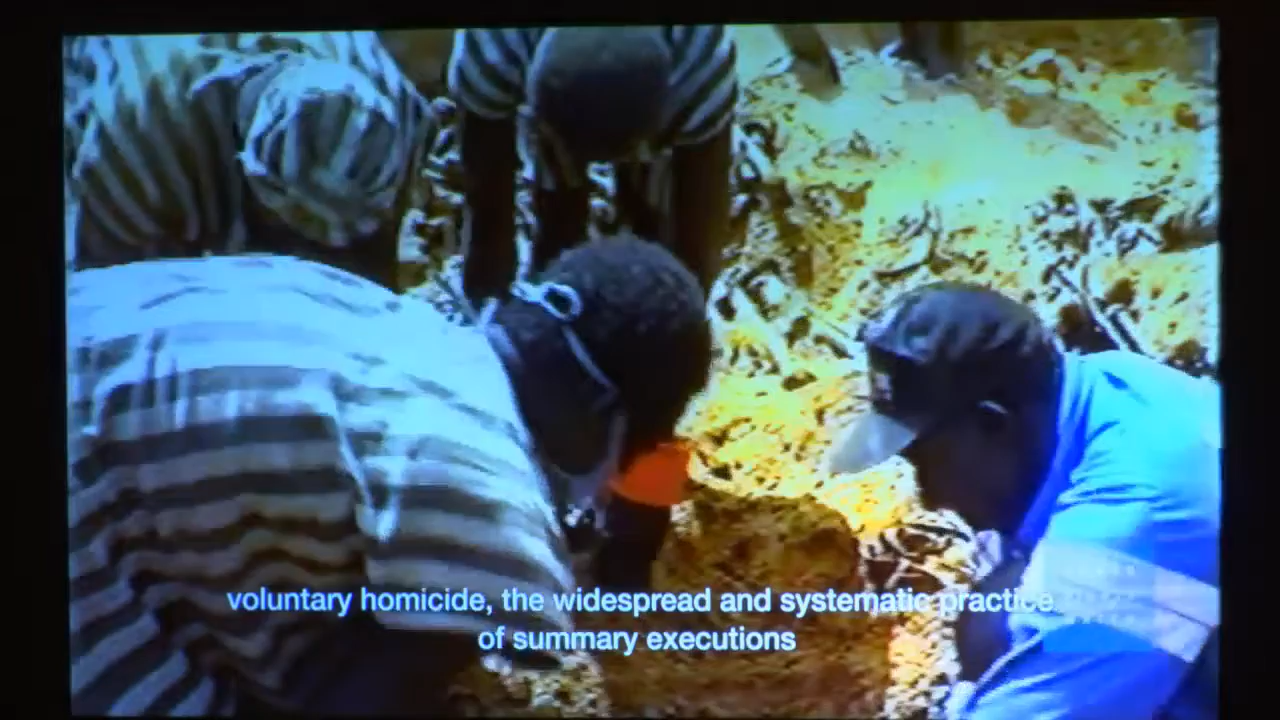 voluntary homicide, the widespread and systematic practice
of summary executions